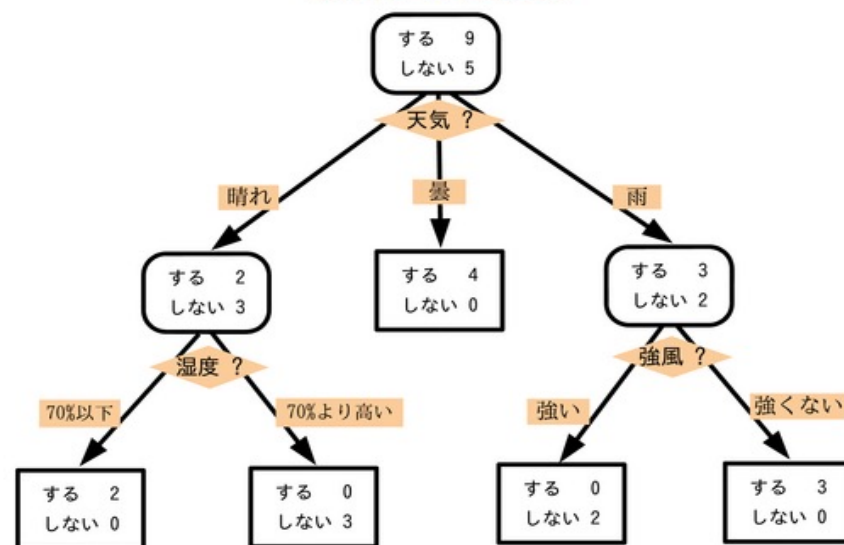 する 9
しない 5
天気 ?
晴れ
曇
雨
する 2
しない 3
する 4
しない 0
する 3
しない 2
湿度 ?
強風 ?
70%以下
70%より高い
強い
強くない
する 2
しない 0
する 0
しない 3
する 0
しない 2
する 3
しない 0